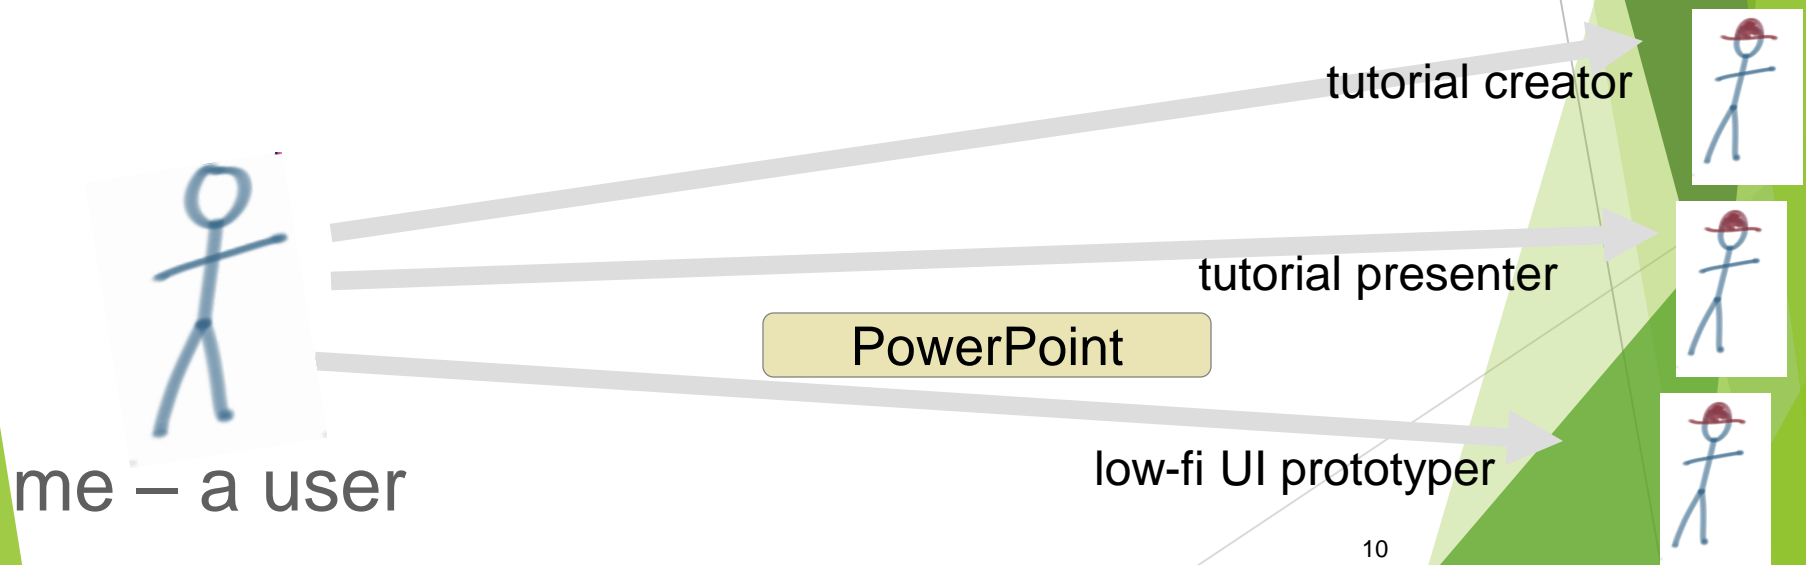 tutorial creator
tutorial presenter
PowerPoint
low-fi UI prototyper
me – a user
10